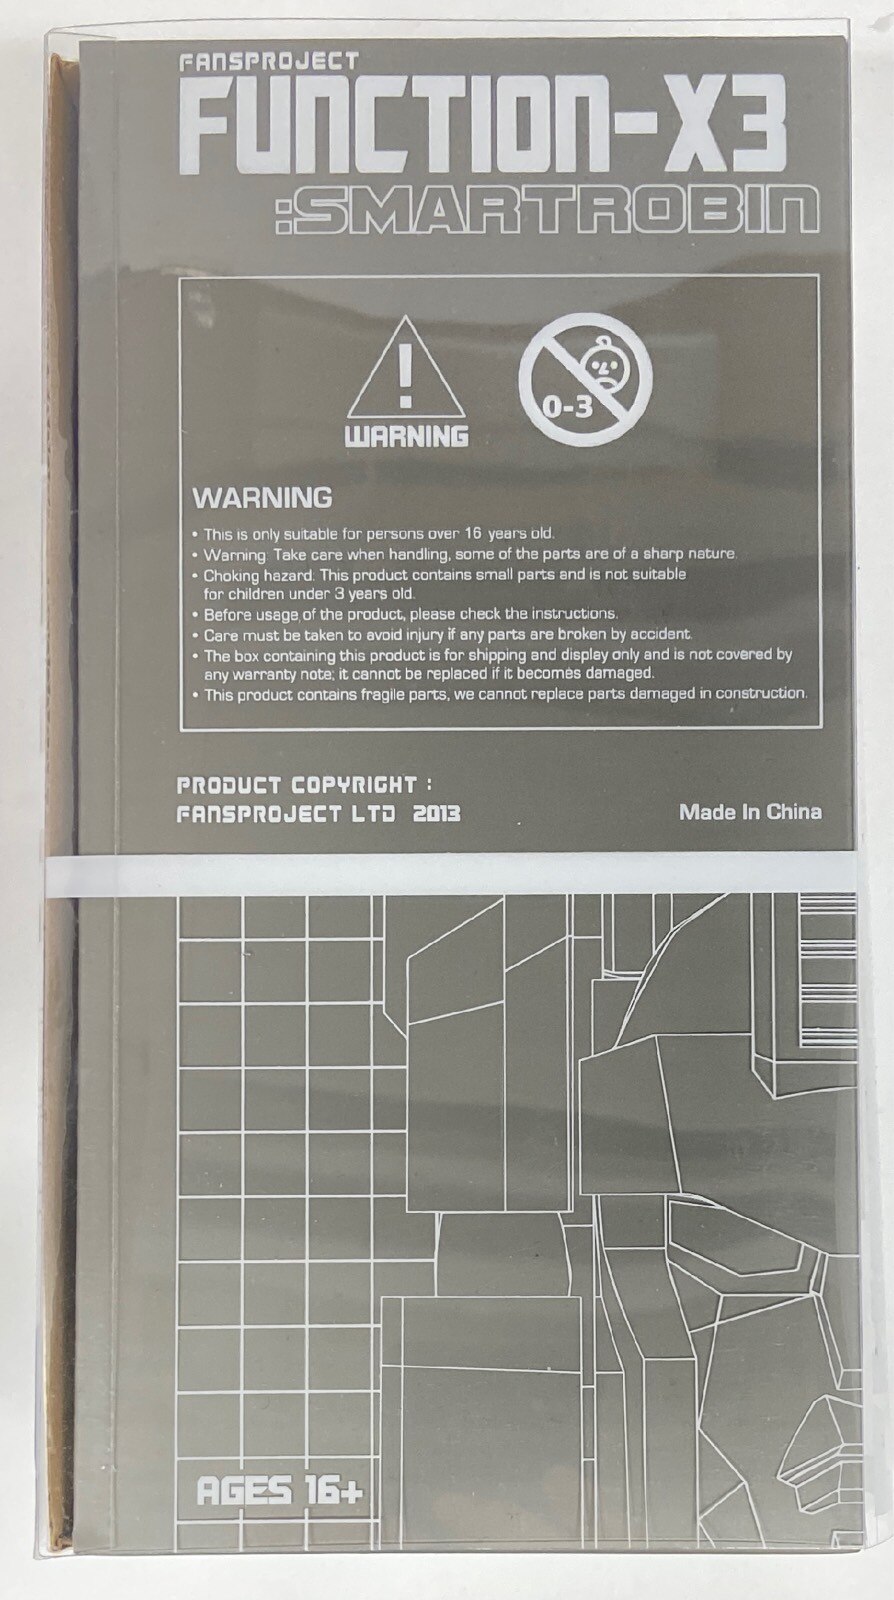 FANSPROJECT
FUNCTION-X3
:SMARTROBIN
!
0-3
WARNING
WARNING
• This is only suitable for persons over 16 years old.
• Warning: Take care when handling, some of the parts are of a sharp nature.
• Choking hazard: This product contains small parts and is not suitable
for children under 3 years old.
• Before usage of the product, please check the instructions.
• Care must be taken to avoid injury if any parts are broken by accident.
• The box containing this product is for shipping and display only and is not covered by
any warranty note; it cannot be replaced if it becomes damaged.
• This product contains fragile parts, we cannot replace parts damaged in construction.
PRODUCT COPYRIGHT :
FANSPROJECT LTD 2013
Made In China
AGES 16+